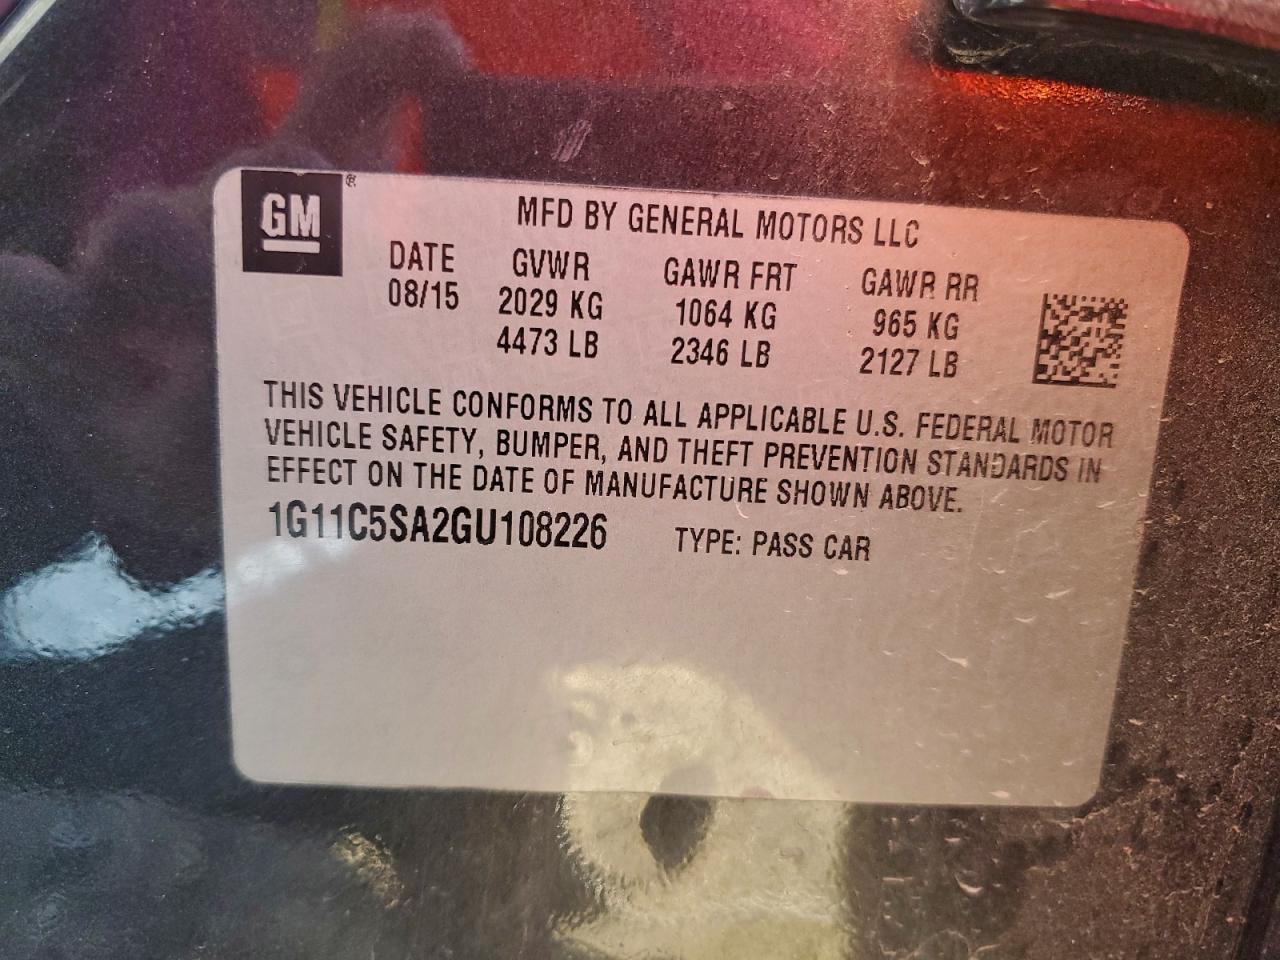 GM®
MFD BY GENERAL MOTORS LLC
DATE GVWR GAWR FRT GAWR RR
08/15 2029 KG 1064 KG 965 KG
4473 LB 2346 LB 2127 LB
THIS VEHICLE CONFORMS TO ALL APPLICABLE U.S. FEDERAL MOTOR
VEHICLE SAFETY, BUMPER, AND THEFT PREVENTION STANDARDS IN
EFFECT ON THE DATE OF MANUFACTURE SHOWN ABOVE.
1G11C5SA2GU108226 TYPE: PASS CAR